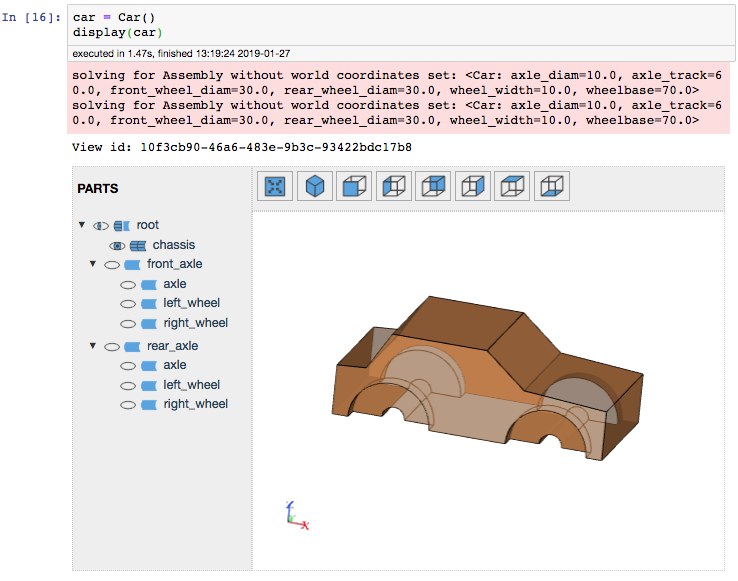 In [16]: car = Car()
display(car)
executed in 1.47s, finished 13:19:24 2019-01-27
solving for Assembly without world coordinates set: <Car: axle_diam=10.0, axle_track=6
0.0, front_wheel_diam=30.0, rear_wheel_diam=30.0, wheel_width=10.0, wheelbase=70.0>
solving for Assembly without world coordinates set: <Car: axle_diam=10.0, axle_track=6
0.0, front_wheel_diam=30.0, rear_wheel_diam=30.0, wheel_width=10.0, wheelbase=70.0>
View id: 10f3cb90-46a6-483e-9b3c-93422bdc17b8
PARTS
root
chassis
front_axle
axle
left_wheel
right_wheel
rear_axle
axle
left_wheel
right_wheel
Z
Y
X